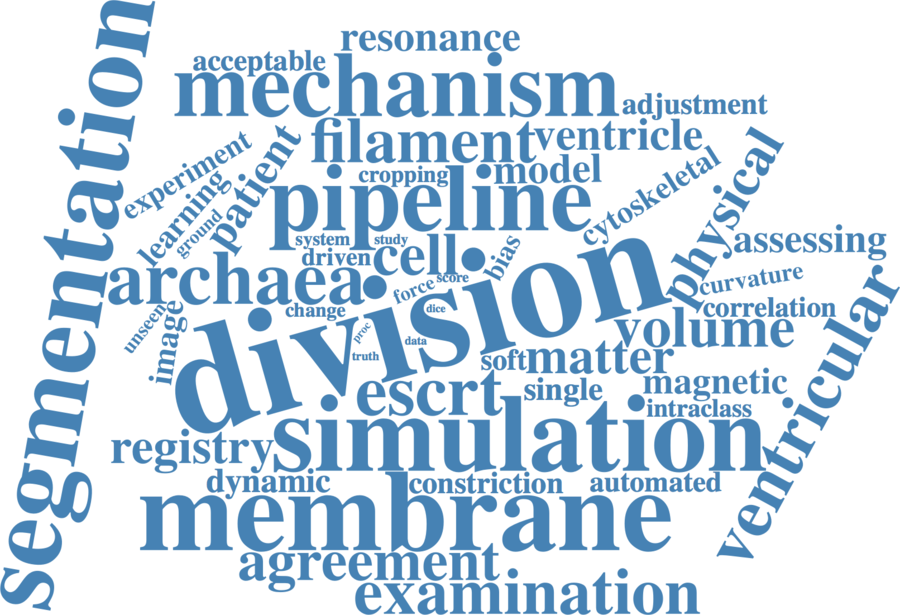 resonance
acceptable
mechanism
adjustment
segmentation
filament
ventricle
experiment
patient
cropping
model
learning
pipeline
cytoskeletal
physical
ground
system
study
driven
cell
bias
assessing
archaea
force
score
curvature
division
change
dice
correlation
unseen
image
proc
data
volume
truth
soft
matter
ventricular
escrt
single
magnetic
intraclass
registry
simulation
dynamic
constriction
automated
membrane
agreement
examination